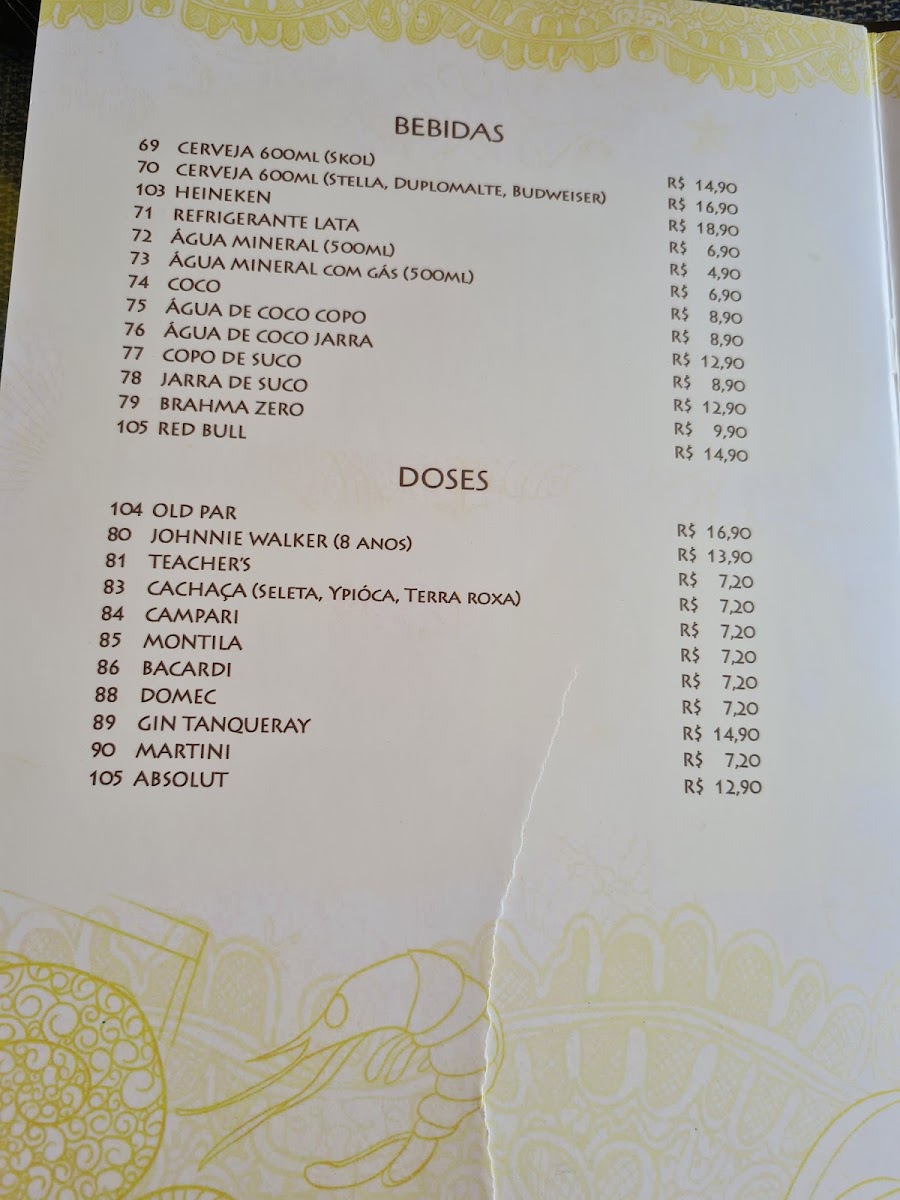 BEBIDAS
69 CERVEJA 600ML (SKOL) R$ 14,90
70 CERVEJA 600ML (STELLA, DUPLOMALTE, BUDWEISER) R$ 16,90
103 HEINEKEN R$ 18,90
71 REFRIGERANTE LATA R$ 6,90
72 ÁGUA MINERAL (500ML) R$ 4,90
73 ÁGUA MINERAL COM GÁS (500ML) R$ 6,90
74 COCO R$ 8,90
75 ÁGUA DE COCO COPO R$ 8,90
76 ÁGUA DE COCO JARRA R$ 12,90
77 COPO DE SUCO R$ 8,90
78 JARRA DE SUCO R$ 12,90
79 BRAHMA ZERO R$ 9,90
105 RED BULL R$ 14,90
DOSES
104 OLD PAR R$ 16,90
80 JOHNNIE WALKER (8 ANOS) R$ 13,90
81 TEACHER'S R$ 7,20
83 CACHAÇA (SELETA, YPIÓCA, TERRA ROXA) R$ 7,20
84 CAMPARI R$ 7,20
85 MONTILA R$ 7,20
86 BACARDI R$ 7,20
88 DOMEC R$ 7,20
89 GIN TANQUERAY R$ 14,90
90 MARTINI R$ 7,20
105 ABSOLUT R$ 12,90